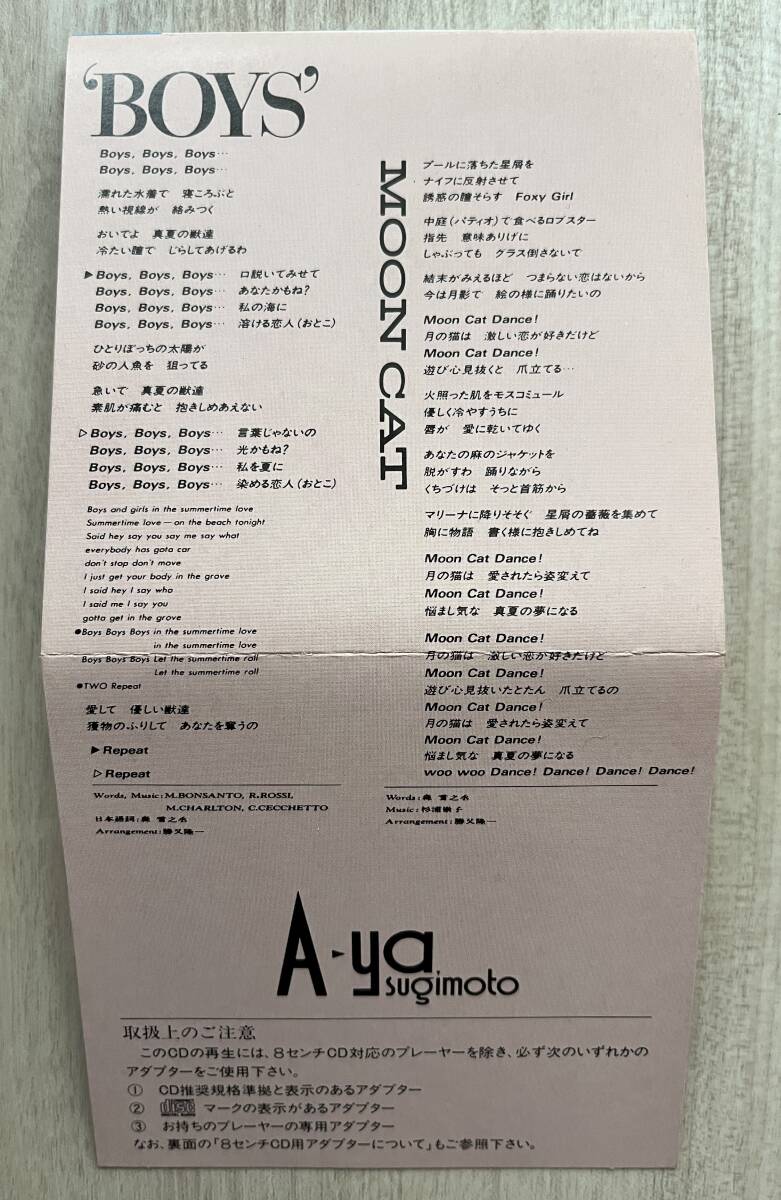 ‘BOYS’
Boys, Boys, Boys…
Boys, Boys, Boys…
濡れた水着で 寝ころぶと
熱い視線が 絡みつく
おいでよ 真夏の獣達
冷たい瞳で じらしてあげるわ
▶Boys, Boys, Boys… 口説いてみせて
Boys, Boys, Boys… あなたかもね?
Boys, Boys, Boys… 私の海に
Boys, Boys, Boys… 溶ける恋人(おとこ)
ひとりぼっちの太陽が
砂の人魚を 狙ってる
急いで 真夏の獣達
素肌が痛むと 抱きしめあえない
▷Boys, Boys, Boys… 言葉じゃないの
Boys, Boys, Boys… 光かもね?
Boys, Boys, Boys… 私を夏に
Boys, Boys, Boys… 染める恋人(おとこ)
Boys and girls in the summertime love
Summertime love — on the beach tonight
Said hey say you say me say what
everybody has gota car
don't stop don't move
I just get your body in the grove
I said hey I say who
I said me I say you
gotta get in the grove
●Boys Boys Boys in the summertime love
in the summertime love
Boys Boys Boys Let the summertime roll
Let the summertime roll
●TWO Repeat
愛して 優しい獣達
獲物のふりして あなたを奪うの
▶Repeat
▷Repeat
Words, Music:M.BONSANTO, R.ROSSI,
M.CHARLTON, C.CECCHETTO
日本語詞:森 雪之丞
Arrangement:勝又隆一
MOON CAT
プールに落ちた星屑を
ナイフに反射させて
誘惑の瞳そらす Foxy Girl
中庭(パティオ)で食べるロブスター
指先 意味ありげに
しゃぶっても グラス倒さないで
結末がみえるほど つまらない恋はないから
今は月影で 絵の様に踊りたいの
Moon Cat Dance!
月の猫は 激しい恋が好きだけど
Moon Cat Dance!
遊び心見抜くと 爪立てる…
火照った肌をモスコミュール
優しく冷やすうちに
唇が 愛に乾いてゆく
あなたの麻のジャケットを
脱がすわ 踊りながら
くちづけは そっと首筋から
マリーナに降りそそぐ 星屑の薔薇を集めて
胸に物語 書く様に抱きしめてね
Moon Cat Dance!
月の猫は 愛されたら姿変えて
Moon Cat Dance!
悩まし気な 真夏の夢になる
Moon Cat Dance!
月の猫は 激しい恋が好きだけど
Moon Cat Dance!
遊び心見抜いたとたん 爪立てるの
Moon Cat Dance!
月の猫は 愛されたら姿変えて
Moon Cat Dance!
悩まし気な 真夏の夢になる
woo woo Dance! Dance! Dance! Dance!
Words:森 雪之丞
Music:杉浦
Arrangement:勝又隆一
A-ya
sugimoto
取扱上のご注意
このCDの再生には、8センチCD対応のプレーヤーを除き、必ず次のいずれかの
アダプターをご使用下さい。
① CD推奨規格準拠と表示のあるアダプター
② disc マークの表示があるアダプター
③ お持ちのプレーヤーの専用アダプター
なお、裏面の「8センチCD用アダプターについて」もご参照下さい。